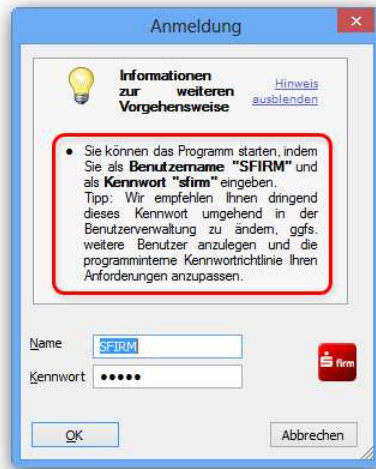 Anmeldung
Informationen
zur weiteren
Vorgehensweise
Hinweis
ausblenden
• Sie können das Programm starten, indem
Sie als Benutzername "SFIRM" und
als Kennwort "sfirm" eingeben.
Tipp: Wir empfehlen Ihnen dringend
dieses Kennwort umgehend in der
Benutzerverwaltung zu ändern, ggfs.
weitere Benutzer anzulegen und die
programminterne Kennwortrichtlinie Ihren
Anforderungen anzupassen.
Name SFIRM
Kennwort •••••
S firm
OK Abbrechen